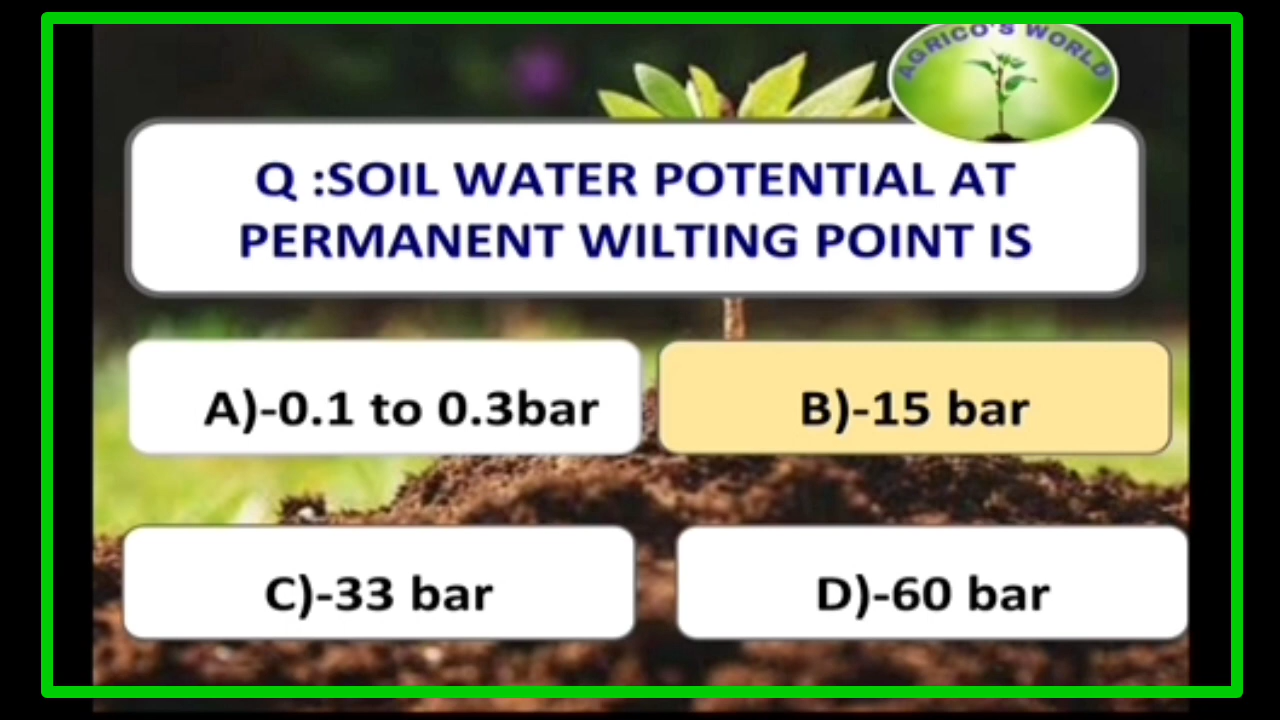 AGRICO'S WORLD
Q :SOIL WATER POTENTIAL AT
PERMANENT WILTING POINT IS
A)-0.1 to 0.3bar
B)-15 bar
C)-33 bar
D)-60 bar